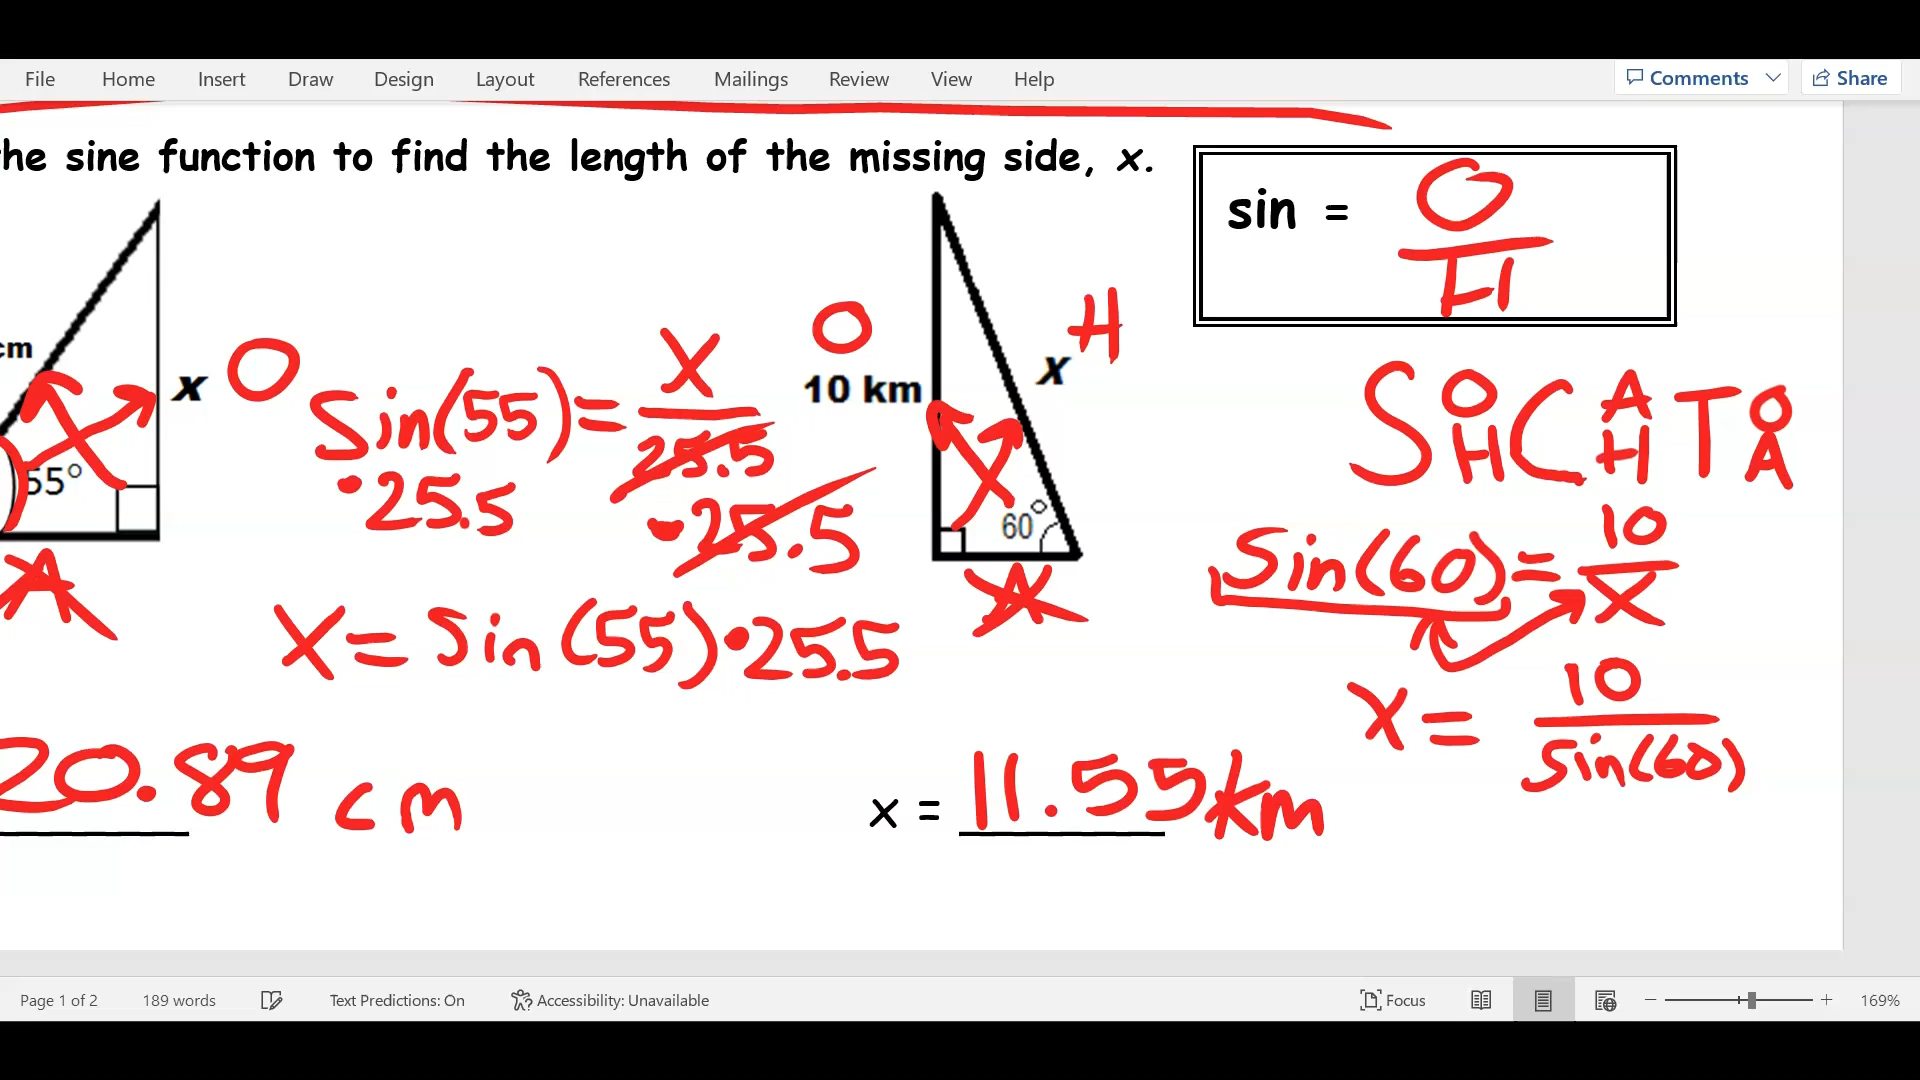 File Home Insert Draw Design Layout References Mailings Review View Help Comments Share
he sine function to find the length of the missing side, x.
sin = O/H
cm
x O
55°
A
Sin(55) = x/25.5
•25.5 •25.5
x = Sin(55)•25.5
20.89 cm
O
10 km
x H
60°
A
SOH CAH TOA
Sin(60) = 10/x
x = 10/Sin(60)
x = 11.55 km
Page 1 of 2 189 words Text Predictions: On Accessibility: Unavailable Focus 169%